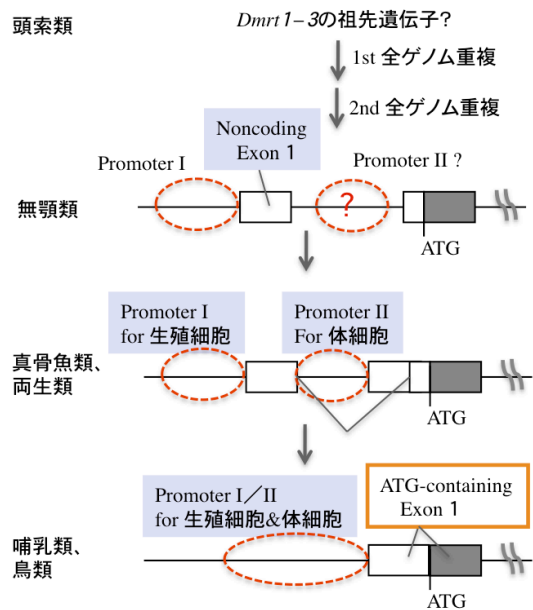 頭索類
Dmrt1–3の祖先遺伝子?
1st 全ゲノム重複
2nd 全ゲノム重複
Noncoding
Exon 1
Promoter I
Promoter II ?
無顎類
?
ATG
Promoter I
for 生殖細胞
Promoter II
For 体細胞
真骨魚類、
両生類
ATG
Promoter I/II
for 生殖細胞&体細胞
ATG-containing
Exon 1
哺乳類、
鳥類
ATG